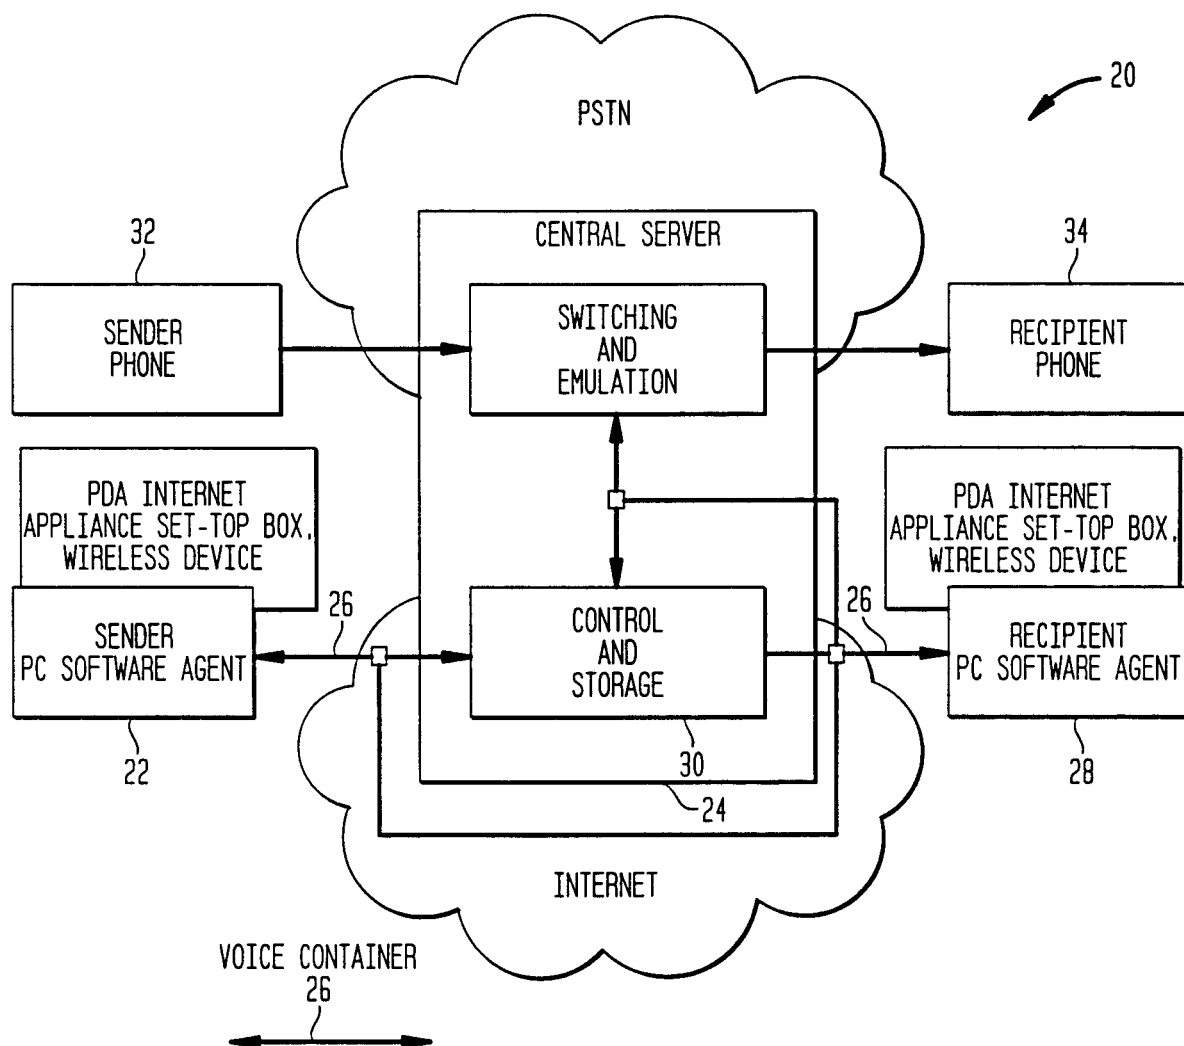 PSTN
20
CENTRAL SERVER
32
SENDER
PHONE
SWITCHING
AND
EMULATION
34
RECIPIENT
PHONE
PDA INTERNET
APPLIANCE SET-TOP BOX,
WIRELESS DEVICE
PDA INTERNET
APPLIANCE SET-TOP BOX,
WIRELESS DEVICE
SENDER
PC SOFTWARE AGENT
26
CONTROL
AND
STORAGE
26
RECIPIENT
PC SOFTWARE AGENT
22
30
28
24
INTERNET
VOICE CONTAINER
26